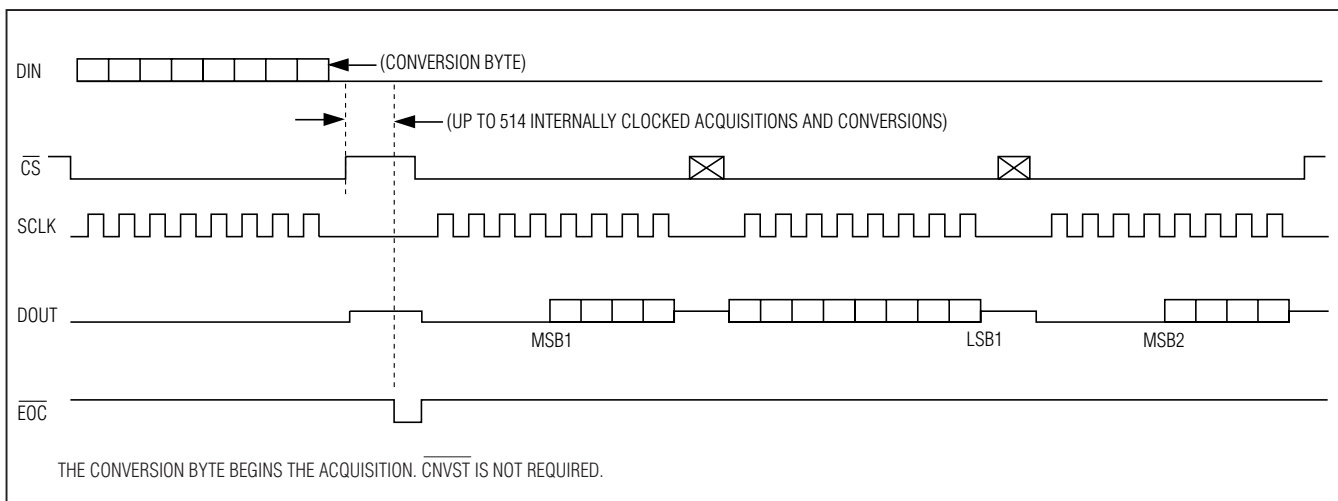 DIN
(CONVERSION BYTE)
(UP TO 514 INTERNALLY CLOCKED ACQUISITIONS AND CONVERSIONS)
CS
SCLK
DOUT
MSB1
LSB1
MSB2
EOC
THE CONVERSION BYTE BEGINS THE ACQUISITION. CNVST IS NOT REQUIRED.